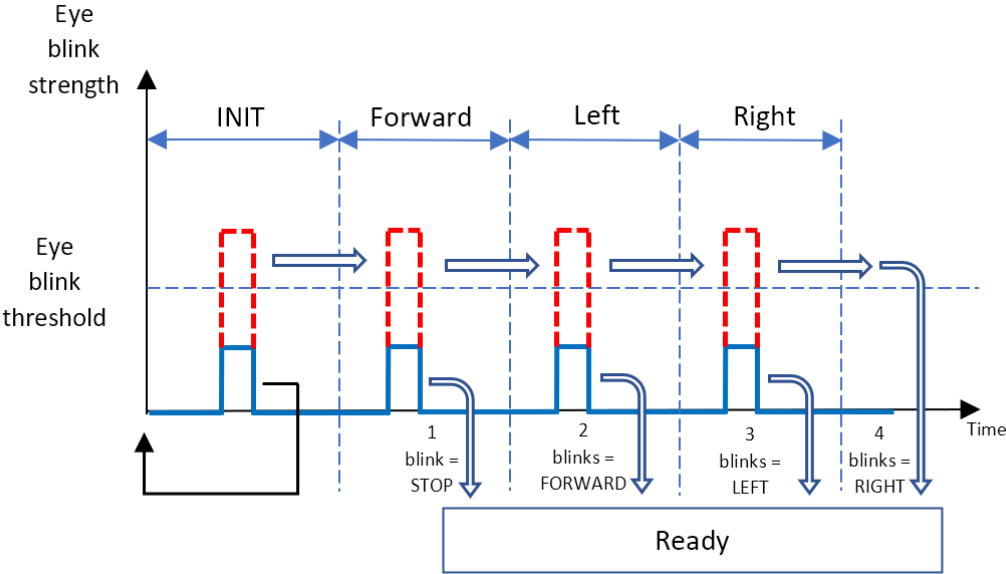 Eye
blink
strength
INIT
Forward
Left
Right
Eye
blink
threshold
Time
1
blink =
STOP
2
blinks =
FORWARD
3
blinks =
LEFT
4
blinks =
RIGHT
Ready